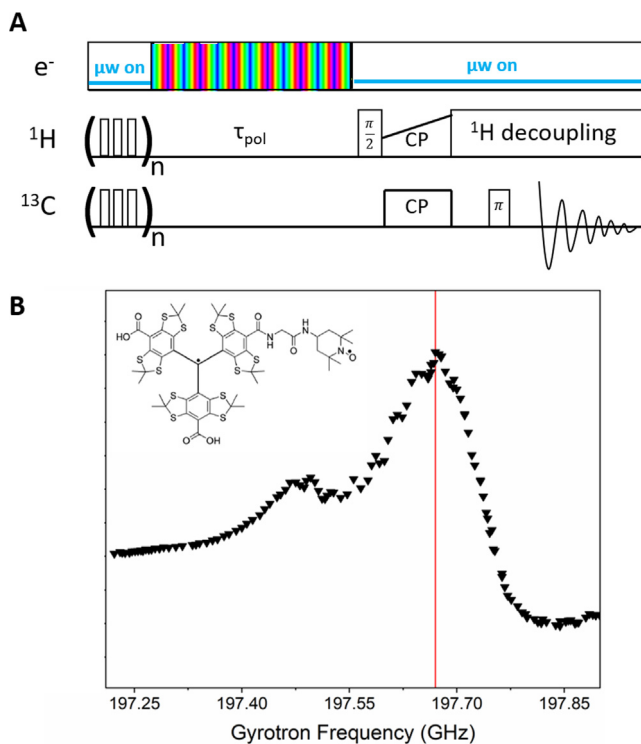 A
e-
μw on
μw on
1H
( )n
τpol
π/2
CP
1H decoupling
13C
( )n
CP
π
B
HO
O
S S
S S
S S
S S
O
N
H
H
N
O
N
O
S S
S S
O
OH
197.25 197.40 197.55 197.70 197.85
Gyrotron Frequency (GHz)